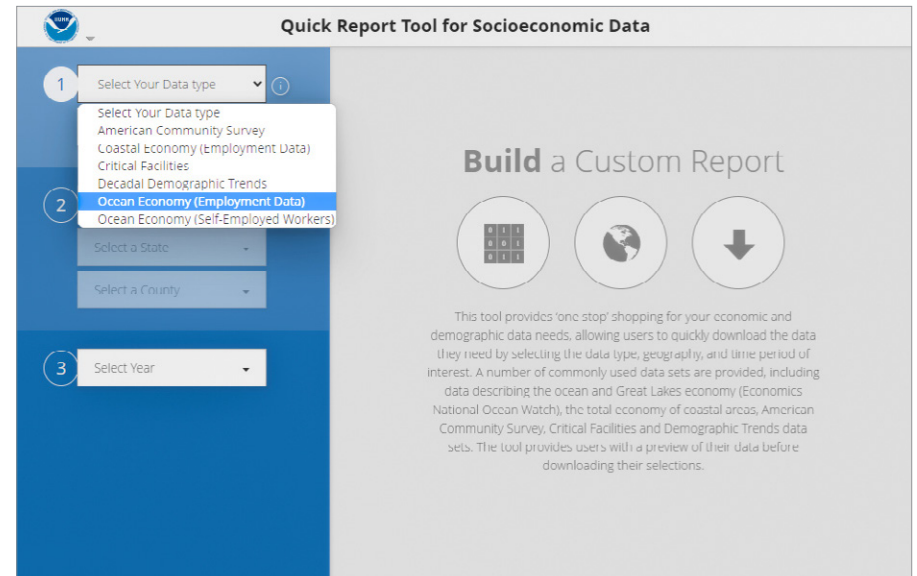 NOAA
Quick Report Tool for Socioeconomic Data
1
Select Your Data type
Select Your Data type
American Community Survey
Coastal Economy (Employment Data)
Critical Facilities
Decadal Demographic Trends
Ocean Economy (Employment Data)
Ocean Economy (Self-Employed Workers)
2
Select a State
Select a County
3
Select Year
Build a Custom Report
This tool provides 'one stop' shopping for your economic and
demographic data needs, allowing users to quickly download the data
they need by selecting the data type, geography, and time period of
interest. A number of commonly used data sets are provided, including
data describing the ocean and Great Lakes economy (Economics
National Ocean Watch), the total economy of coastal areas, American
Community Survey, Critical Facilities and Demographic Trends data
sets. The tool provides users with a preview of their data before
downloading their selections.